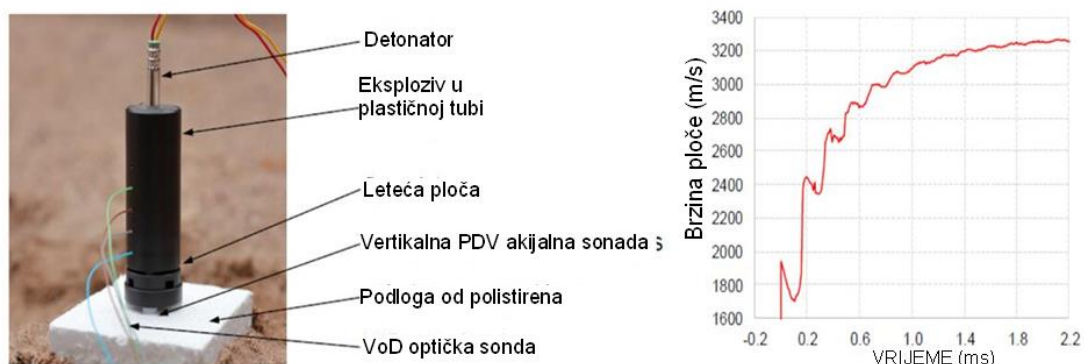 Detonator
Eksploziv u
plastičnoj tubi
Leteća ploča
Vertikalna PDV akijalna sonada s
Podloga od polistirena
VoD optička sonda
Brzina ploče (m/s)
3400
3200
3000
2800
2600
2400
2200
2000
1800
1600
-0.2 0.2 0.6 1.0 1.4 1.8 2.2
VRIJEME (ms)